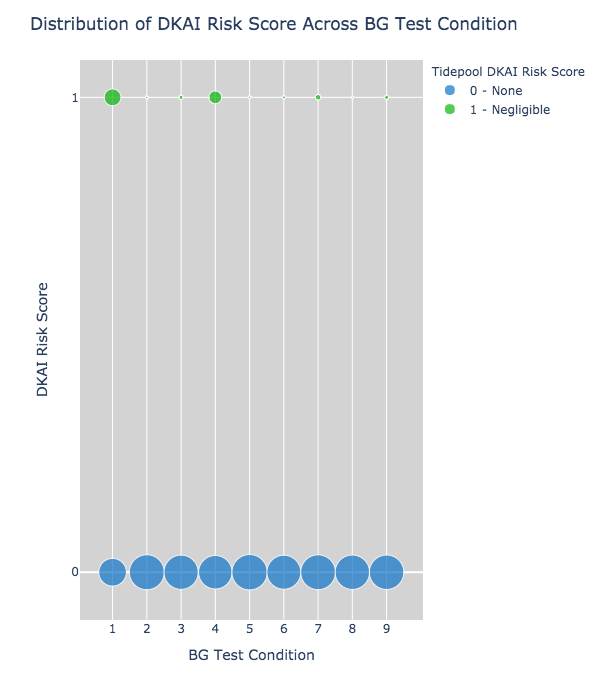 Distribution of DKAI Risk Score Across BG Test Condition
Tidepool DKAI Risk Score
0 - None
1 - Negligible
1
0
DKAI Risk Score
1 2 3 4 5 6 7 8 9
BG Test Condition